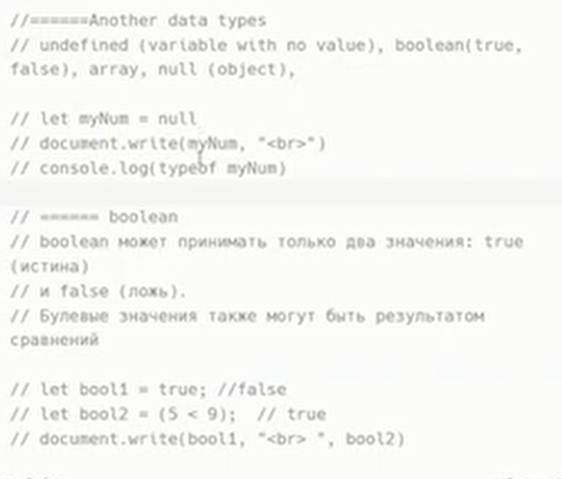 //======Another data types
// undefined (variable with no value), boolean(true,
false), array, null (object),
// let myNum = null
// document.write(myNum, "<br>")
// console.log(typeof myNum)
// ====== boolean
// boolean может принимать только два значения: true
(истина)
// и false (ложь).
// Булевые значения также могут быть результатом
сравнений
// let bool1 = true; //false
// let bool2 = (5 < 9);  // true
// document.write(bool1, "<br> ", bool2)